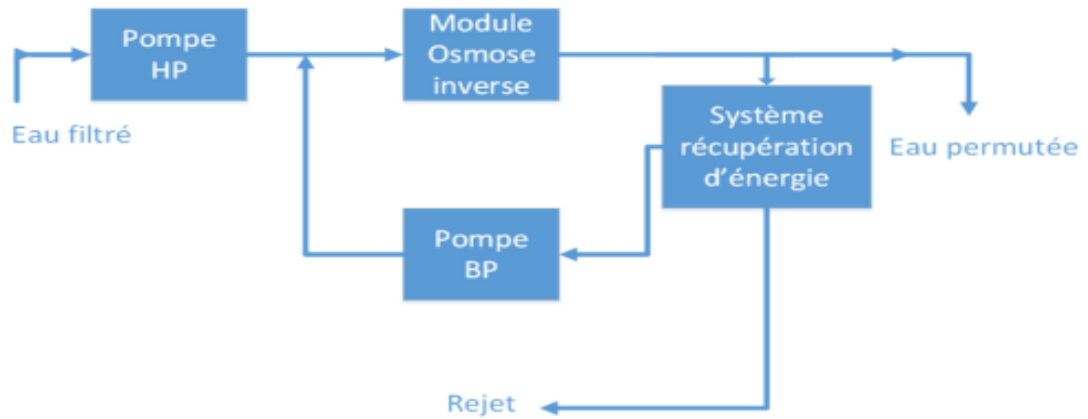 Pompe
HP
Module
Osmose
inverse
Eau filtré
Système
récupération
d'énergie
Eau permutée
Pompe
BP
Rejet